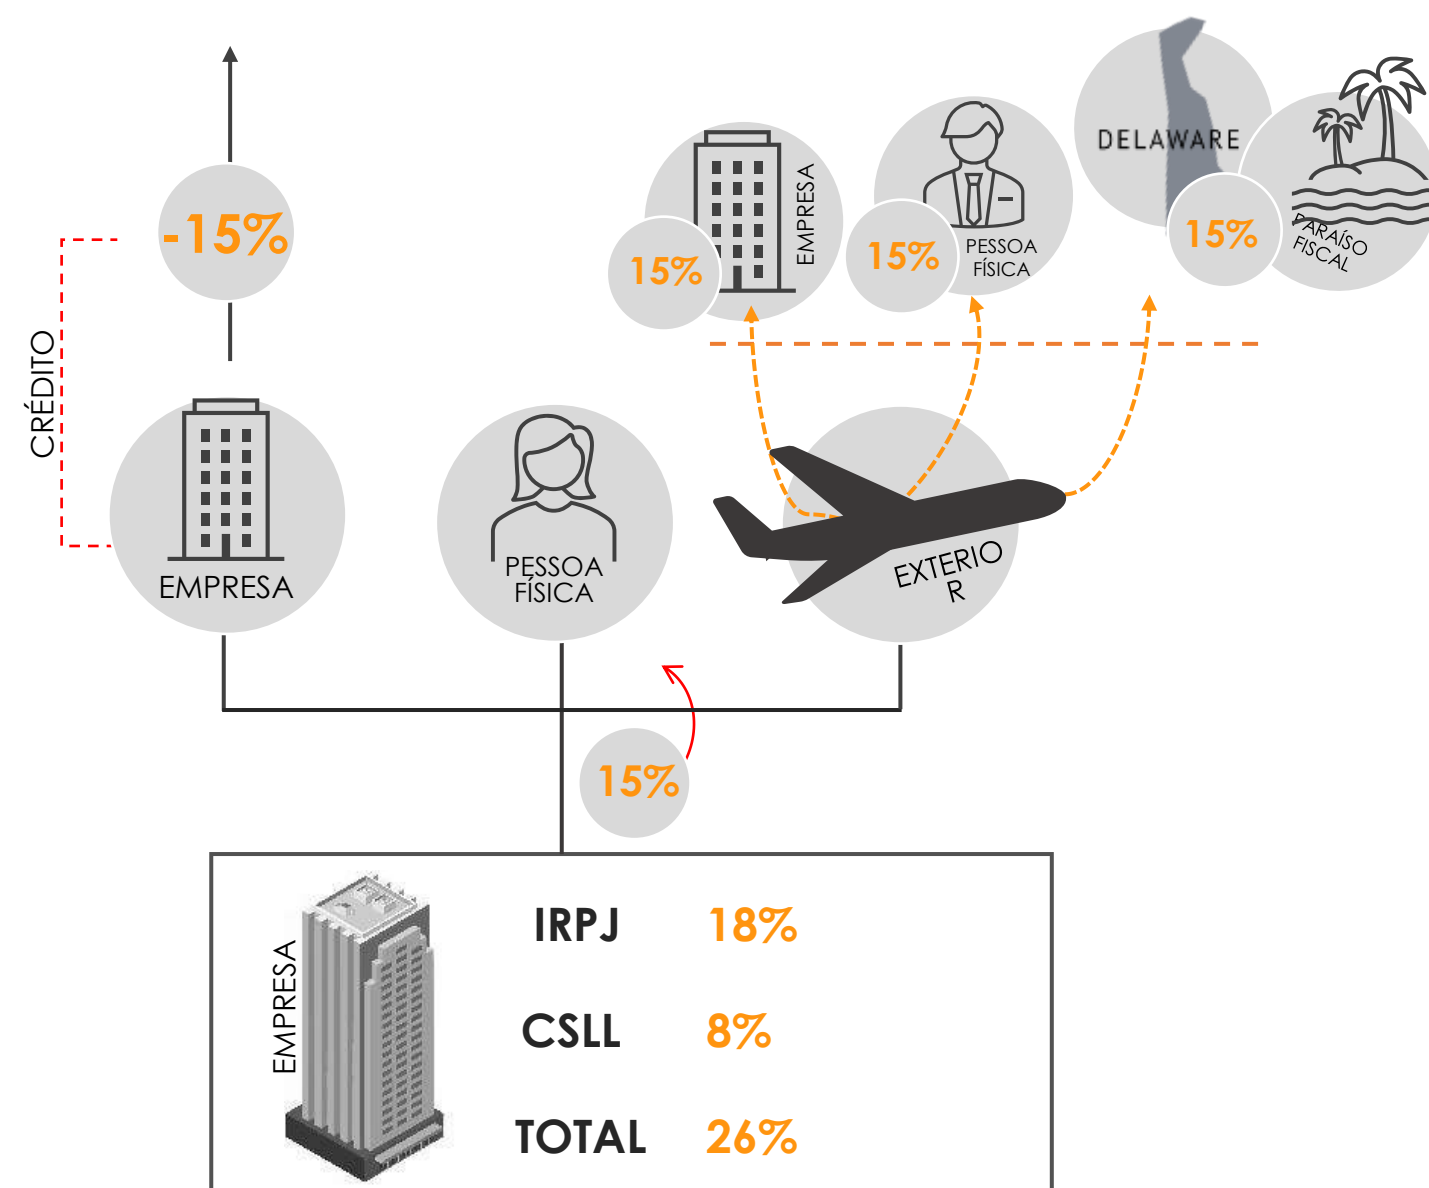 DELAWARE
PARAÍSO
FISCAL
15%
EMPRESA
15%
PESSOA
FÍSICA
15%
-15%
CRÉDITO
EMPRESA
PESSOA
FÍSICA
EXTERIO
R
15%
EMPRESA
IRPJ 18%
CSLL 8%
TOTAL 26%